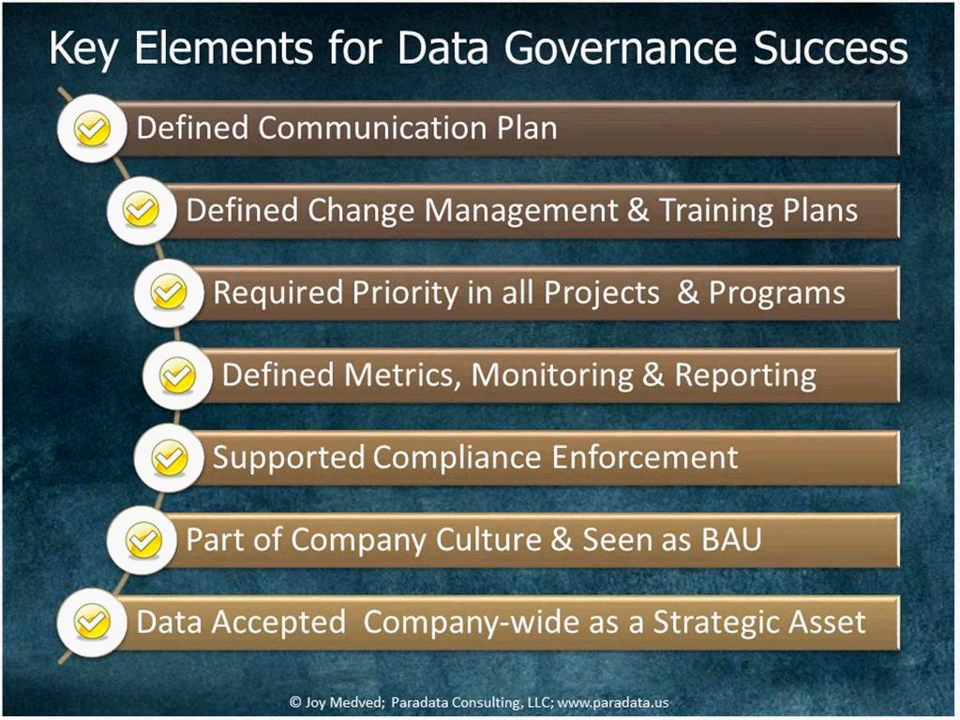 Key Elements for Data Governance Success
Defined Communication Plan
Defined Change Management & Training Plans
Required Priority in all Projects & Programs
Defined Metrics, Monitoring & Reporting
Supported Compliance Enforcement
Part of Company Culture & Seen as BAU
Data Accepted Company-wide as a Strategic Asset
© Joy Medved; Paradata Consulting, LLC; www.paradata.us